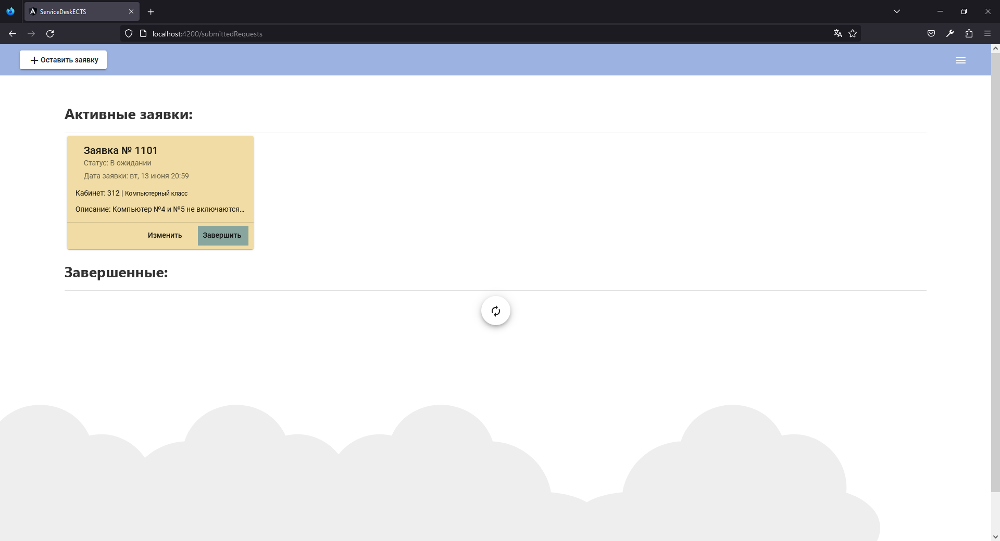 ServiceDeskECTS
localhost:4200/submittedRequests
Оставить заявку
Активные заявки:
Заявка № 1101
Статус: В ожидании
Дата заявки: вт, 13 июня 20:59
Кабинет: 312 | Компьютерный класс
Описание: Компьютер №4 и №5 не включаются...
Изменить Завершить
Завершенные: